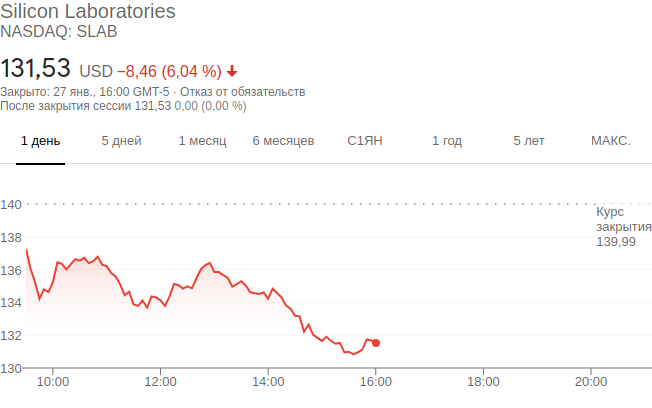 Silicon Laboratories
NASDAQ: SLAB
131,53 USD −8,46 (6,04 %)
Закрыто: 27 янв., 16:00 GMT-5 · Отказ от обязательств
После закрытия сессии 131,53 0,00 (0,00 %)
1 день 5 дней 1 месяц 6 месяцев С1ЯН 1 год 5 лет МАКС.
140
Курс
закрытия
139,99
138
136
134
132
130
10:00 12:00 14:00 16:00 18:00 20:00